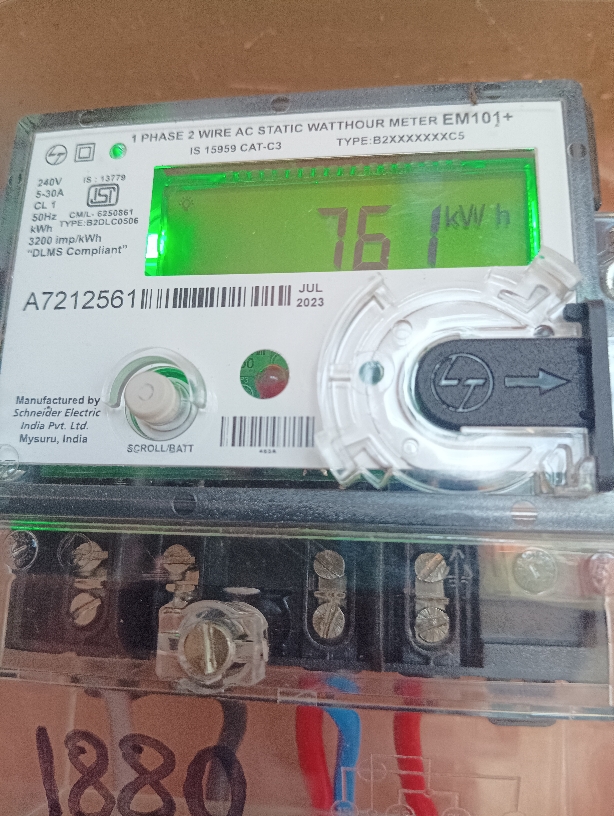 1 PHASE 2 WIRE AC STATIC WATTHOUR METER EM101+
IS 15959 CAT-C3 TYPE:B2XXXXXXXC5
240V
5-30A
CL 1
50Hz
kWh
3200 imp/kWh
"DLMS Compliant"
IS : 13779
ISI
CM/L- 6250861
TYPE:B2DLC0506
761 kWh
A7212561
JUL
2023
Manufactured by
Schneider Electric
India Pvt. Ltd.
Mysuru, India
SCROLL/BATT
1880